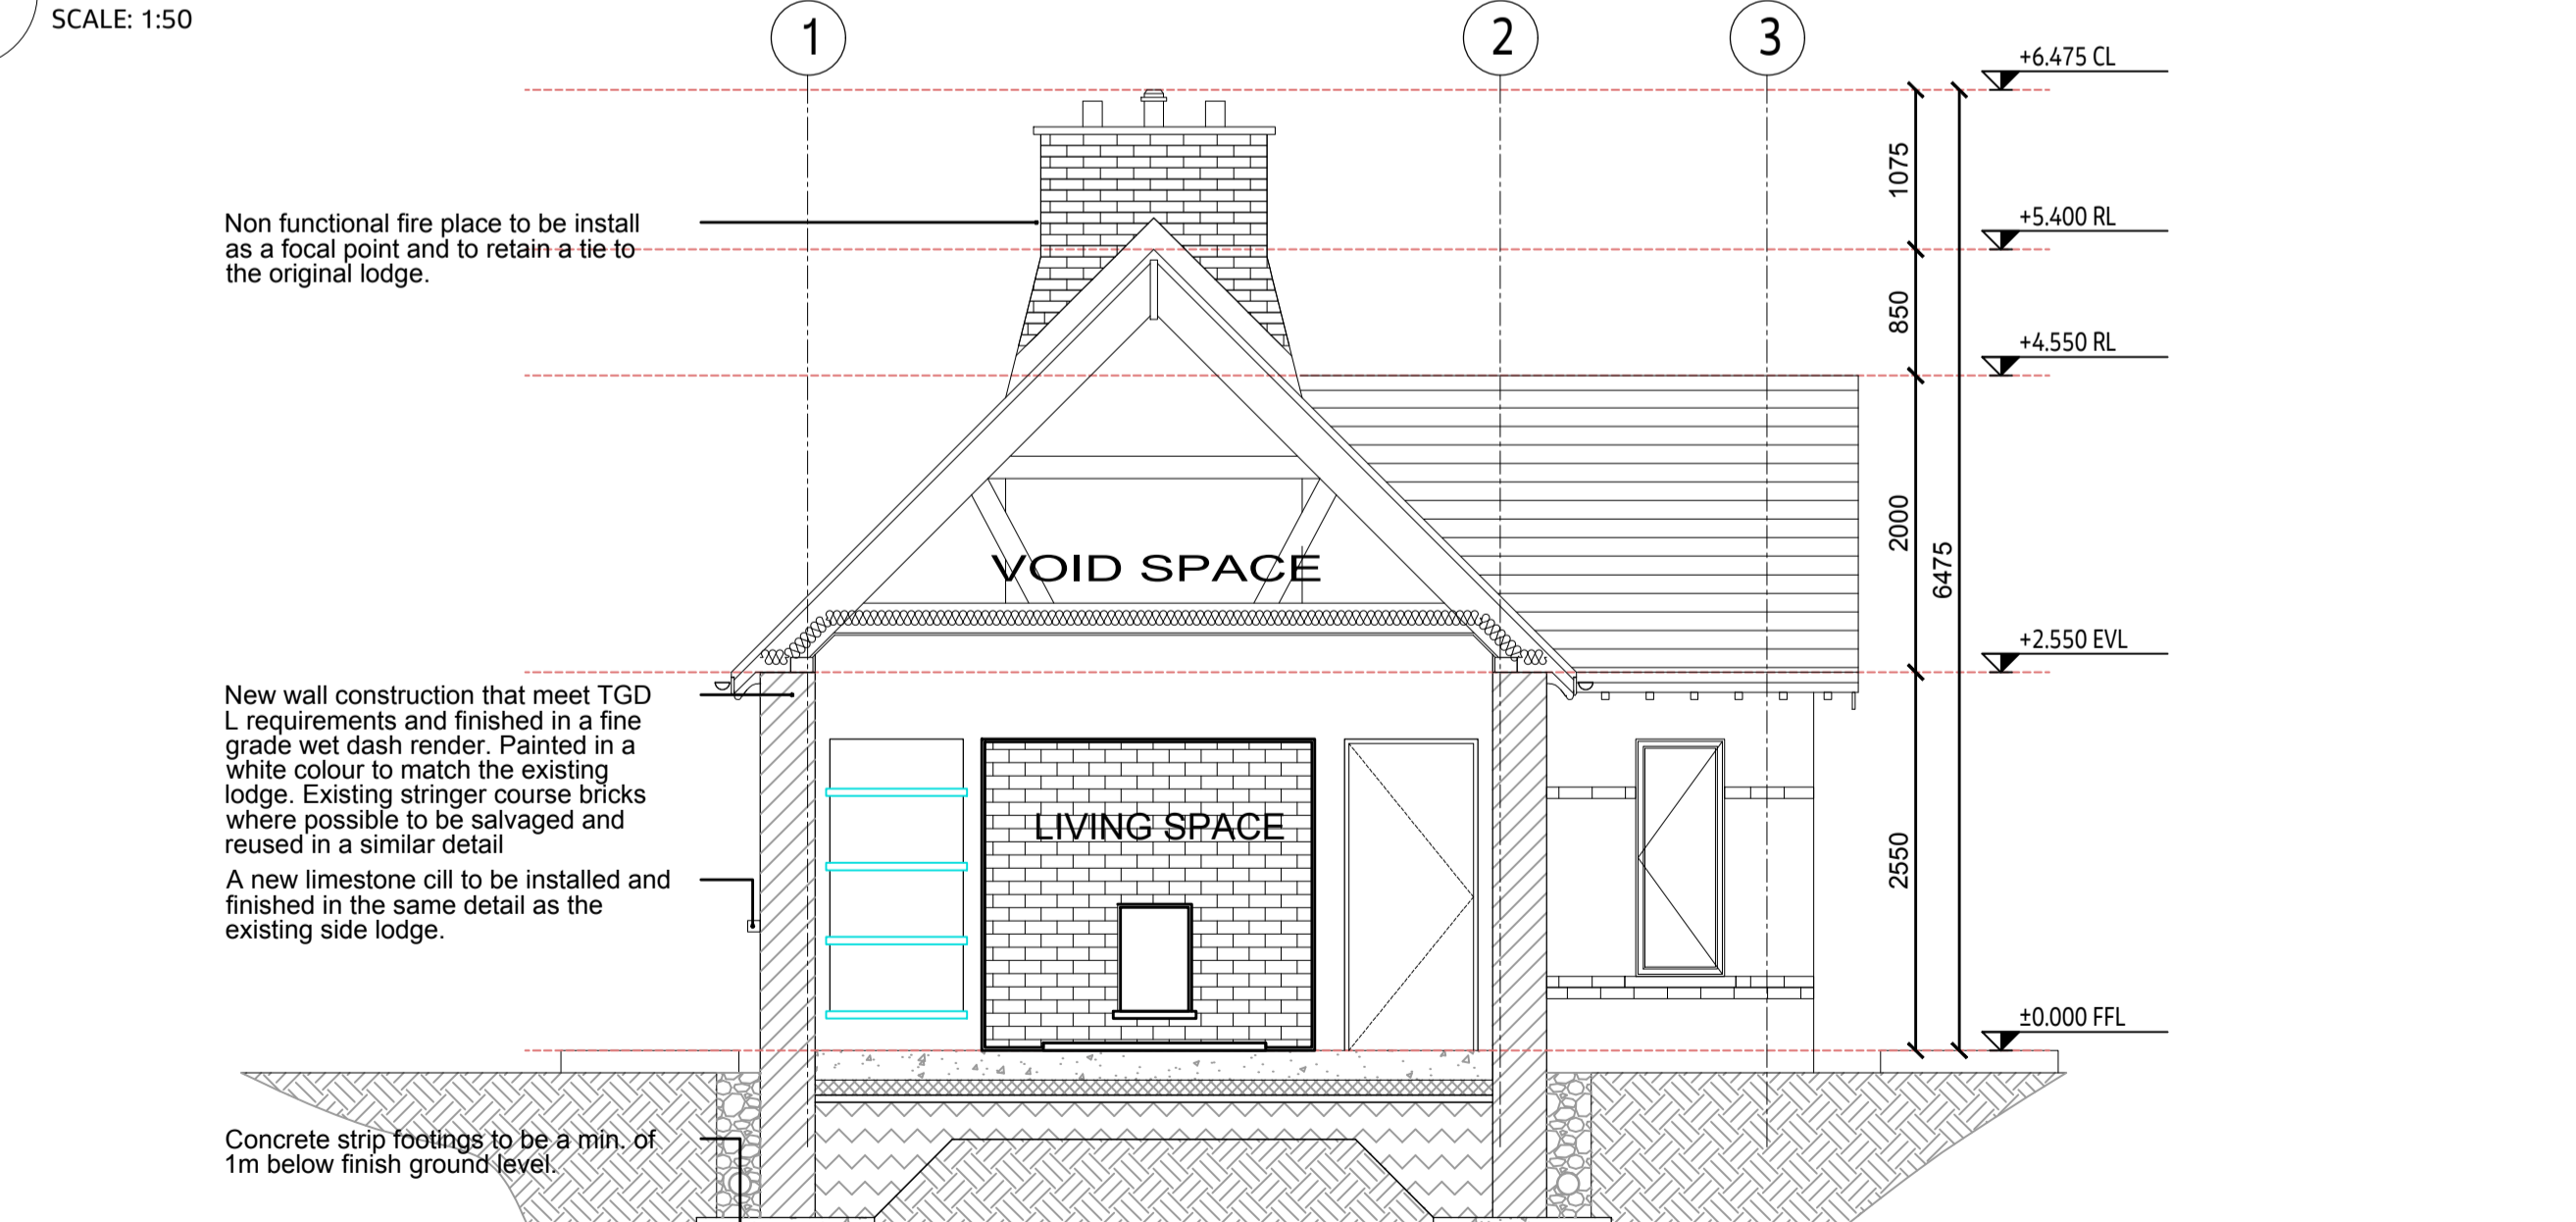 SCALE: 1:50
1
2
3
+6.475 CL
1075
Non functional fire place to be install
as a focal point and to retain a tie to
the original lodge.
+5.400 RL
850
+4.550 RL
2000
6475
VOID SPACE
+2.550 EVL
New wall construction that meet TGD
L requirements and finished in a fine
grade wet dash render. Painted in a
white colour to match the existing
lodge. Existing stringer course bricks
where possible to be salvaged and
reused in a similar detail
LIVING SPACE
2550
A new limestone cill to be installed and
finished in the same detail as the
existing side lodge.
±0.000 FFL
Concrete strip footings to be a min. of
1m below finish ground level.